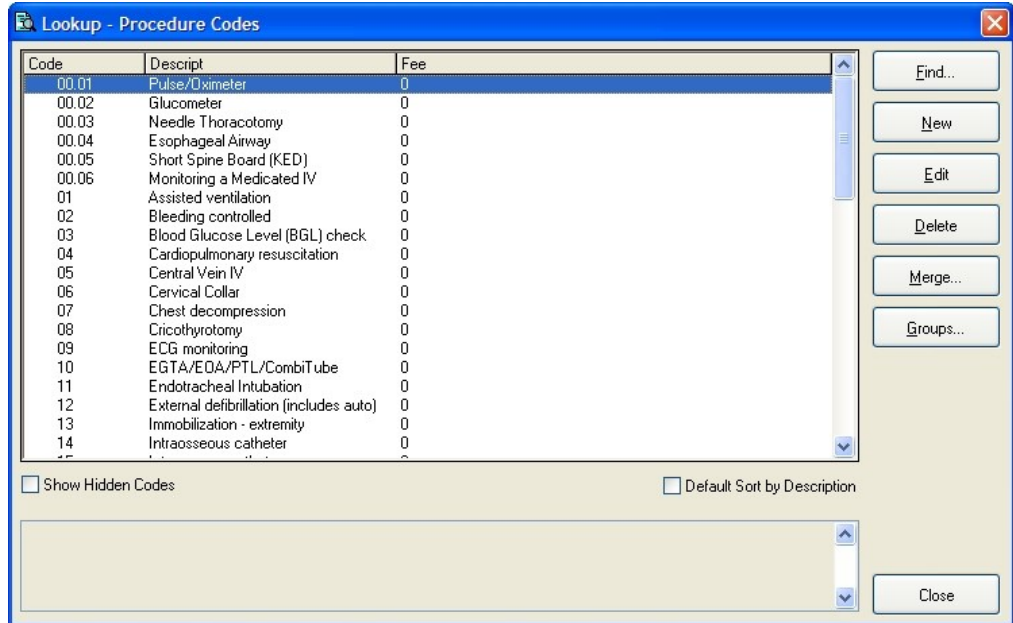 Lookup - Procedure Codes
Code Descript Fee
00.01 Pulse/Oximeter 0
00.02 Glucometer 0
00.03 Needle Thoracotomy 0
00.04 Esophageal Airway 0
00.05 Short Spine Board (KED) 0
00.06 Monitoring a Medicated IV 0
01 Assisted ventilation 0
02 Bleeding controlled 0
03 Blood Glucose Level (BGL) check 0
04 Cardiopulmonary resuscitation 0
05 Central Vein IV 0
06 Cervical Collar 0
07 Chest decompression 0
08 Cricothyrotomy 0
09 ECG monitoring 0
10 EGTA/EOA/PTL/CombiTube 0
11 Endotracheal Intubation 0
12 External defibrillation (includes auto) 0
13 Immobilization - extremity 0
14 Intraosseous catheter 0
Find...
New
Edit
Delete
Merge...
Groups...
Show Hidden Codes
Default Sort by Description
Close